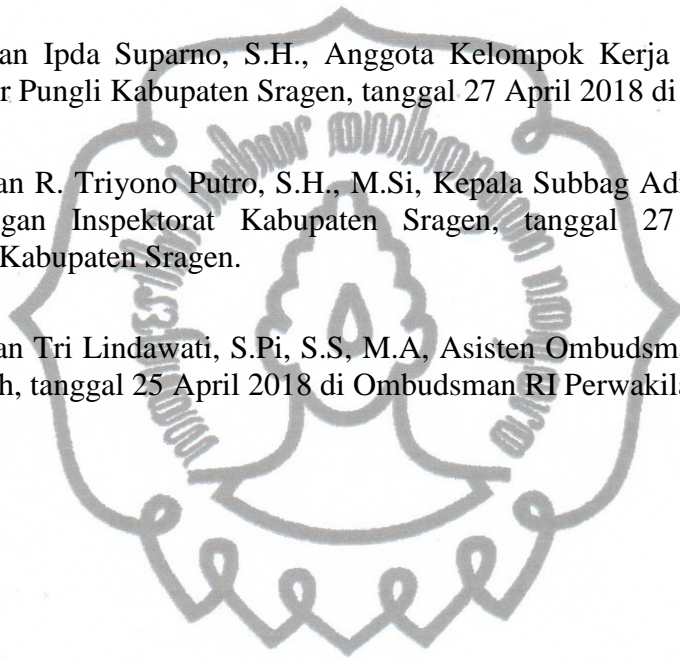 an Ipda Suparno, S.H., Anggota Kelompok Kerja
r Pungli Kabupaten Sragen, tanggal 27 April 2018 di
an R. Triyono Putro, S.H., M.Si, Kepala Subbag Ad
gan Inspektorat Kabupaten Sragen, tanggal 27
Kabupaten Sragen.
an Tri Lindawati, S.Pi, S.S, M.A, Asisten Ombudsma
h, tanggal 25 April 2018 di Ombudsman RI Perwakila